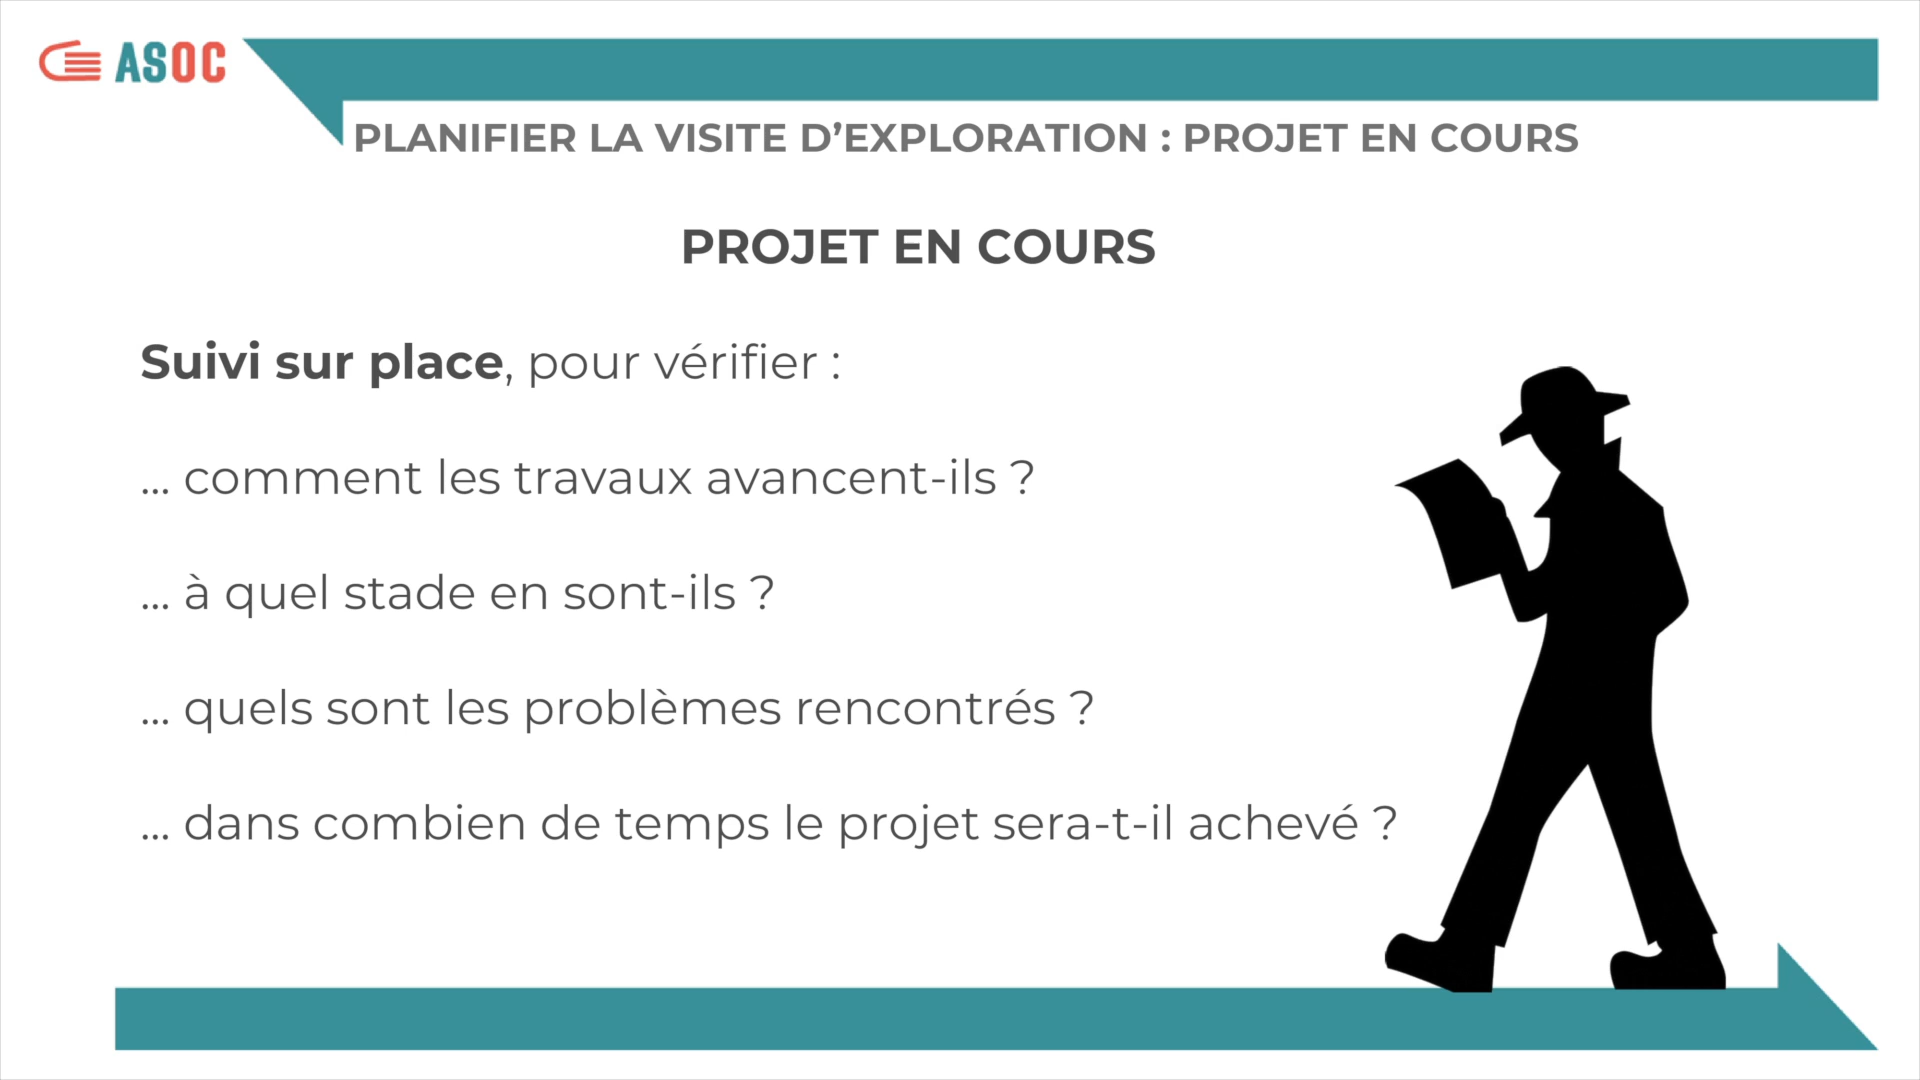 ASOC
PLANIFIER LA VISITE D’EXPLORATION : PROJET EN COURS
PROJET EN COURS
Suivi sur place, pour vérifier :
... comment les travaux avancent-ils ?
... à quel stade en sont-ils ?
... quels sont les problèmes rencontrés ?
... dans combien de temps le projet sera-t-il achevé ?